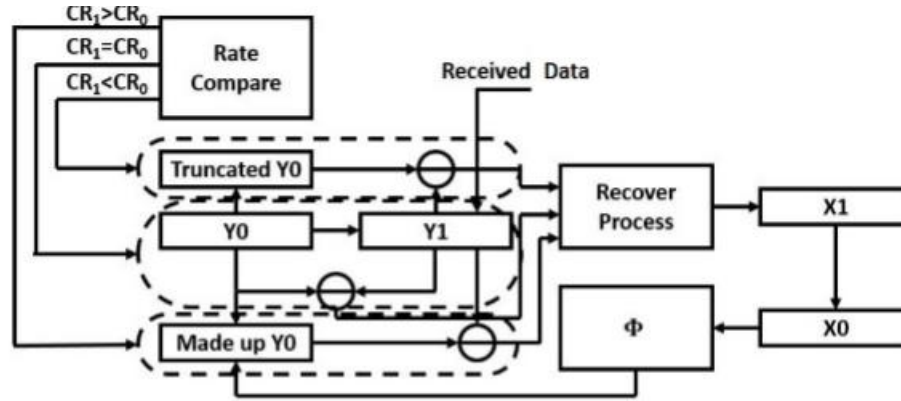 CR₁>CR₀
CR₁=CR₀
CR₁<CR₀
Rate
Compare
Received Data
Truncated Y0
Y0
Y1
Made up Y0
Recover
Process
X1
X0
Φ